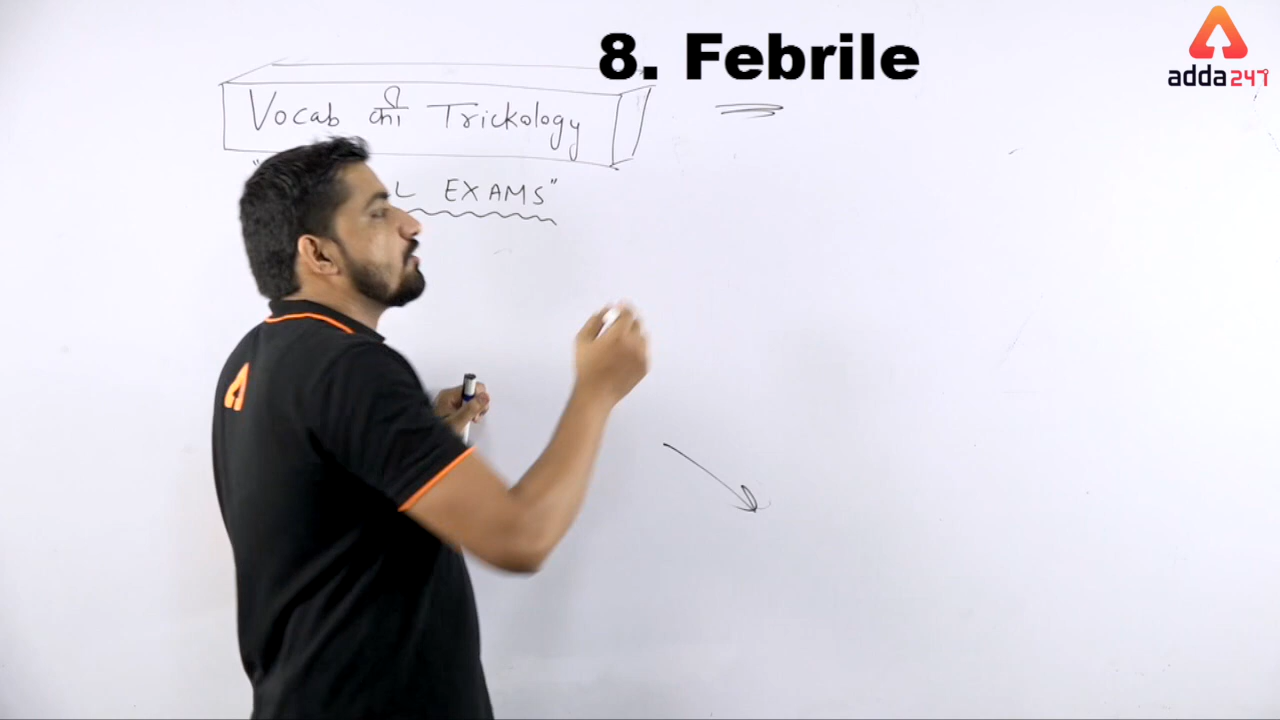 8. Febrile
adda247
Vocab की Trickology
EXAMS"